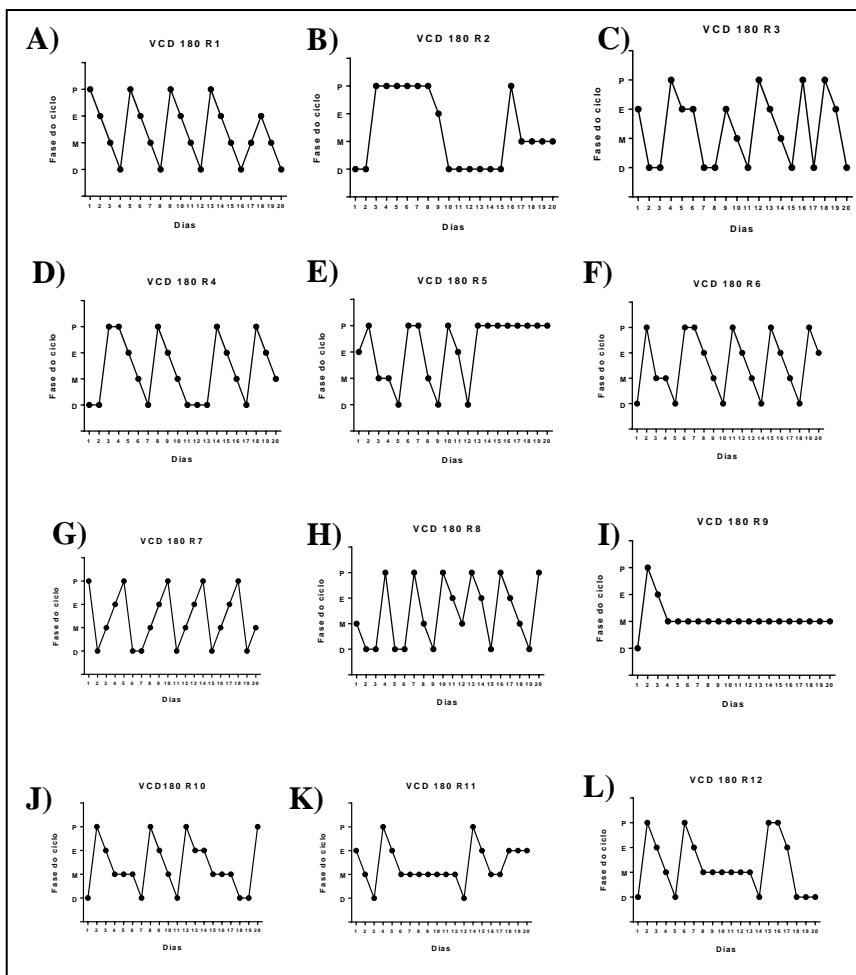 A)
VCD 180 R1
Fase do ciclo
P
E
M
D
1 2 3 4 5 6 7 8 9 10 11 12 13 14 15 16 17 18 19 20
Dias
B)
VCD 180 R2
Fase do ciclo
P
E
M
D
1 2 3 4 5 6 7 8 9 10 11 12 13 14 15 16 17 18 19 20
Dias
C)
VCD 180 R3
Fase do ciclo
P
E
M
D
1 2 3 4 5 6 7 8 9 10 11 12 13 14 15 16 17 18 19 20
Dias
D)
VCD 180 R4
Fase do ciclo
P
E
M
D
1 2 3 4 5 6 7 8 9 10 11 12 13 14 15 16 17 18 19 20
Dias
E)
VCD 180 R5
Fase do ciclo
P
E
M
D
1 2 3 4 5 6 7 8 9 10 11 12 13 14 15 16 17 18 19 20
Dias
F)
VCD 180 R6
Fase do ciclo
P
E
M
D
1 2 3 4 5 6 7 8 9 10 11 12 13 14 15 16 17 18 19 20
Dias
G)
VCD 180 R7
Fase do ciclo
P
E
M
D
1 2 3 4 5 6 7 8 9 10 11 12 13 14 15 16 17 18 19 20
Dias
H)
VCD 180 R8
Fase do ciclo
P
E
M
D
1 2 3 4 5 6 7 8 9 10 11 12 13 14 15 16 17 18 19 20
Dias
I)
VCD 180 R9
Fase do ciclo
P
E
M
D
1 2 3 4 5 6 7 8 9 10 11 12 13 14 15 16 17 18 19 20
Dias
J)
VCD180 R10
Fase do ciclo
P
E
M
D
1 2 3 4 5 6 7 8 9 10 11 12 13 14 15 16 17 18 19 20
Dias
K)
VCD 180 R11
Fase do ciclo
P
E
M
D
1 2 3 4 5 6 7 8 9 10 11 12 13 14 15 16 17 18 19 20
Dias
L)
VCD 180 R12
Fase do ciclo
P
E
M
D
1 2 3 4 5 6 7 8 9 10 11 12 13 14 15 16 17 18 19 20
Dias